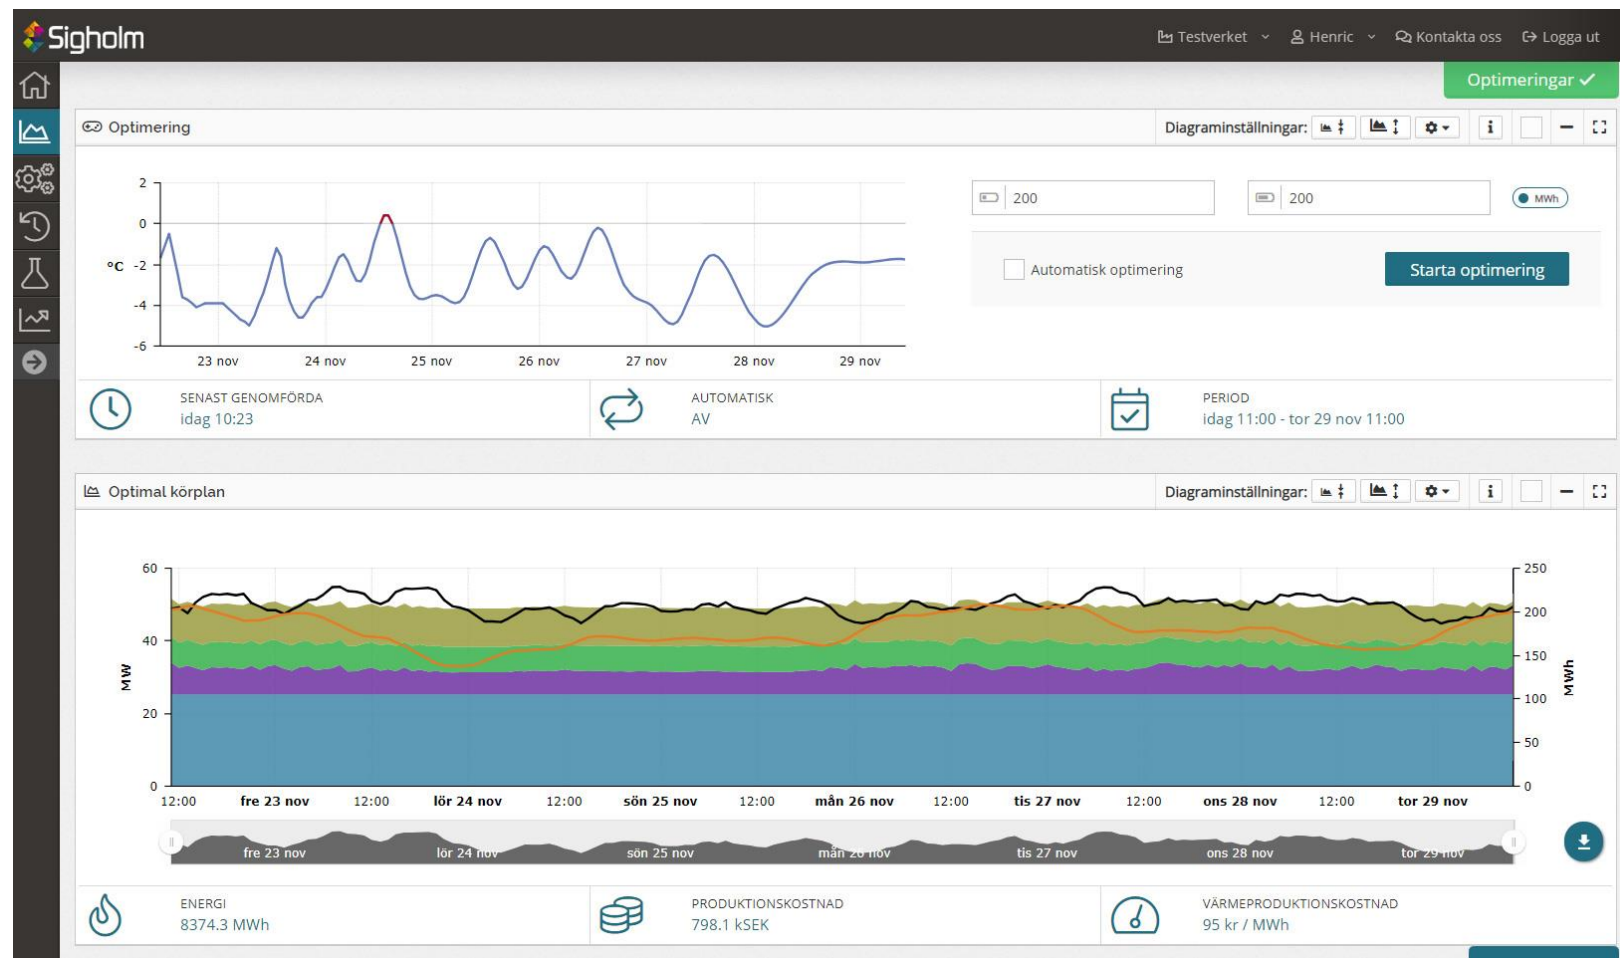 Sigholm
Testverket Henric Kontakta oss Logga ut
Optimeringar
Optimering Diagraminställningar:
2
0
°C -2
-4
-6
23 nov 24 nov 25 nov 26 nov 27 nov 28 nov 29 nov
200 200 MWh
Automatisk optimering Starta optimering
SENAST GENOMFÖRDA
idag 10:23
AUTOMATISK
AV
PERIOD
idag 11:00 - tor 29 nov 11:00
Optimal körplan Diagraminställningar:
60 250
200
40
150
MW MWh
100
20
50
0 0
12:00 fre 23 nov 12:00 lör 24 nov 12:00 sön 25 nov 12:00 mån 26 nov 12:00 tis 27 nov 12:00 ons 28 nov 12:00 tor 29 nov
fre 23 nov lör 24 nov sön 25 nov mån 26 nov tis 27 nov ons 28 nov tor 29 nov
ENERGI
8374.3 MWh
PRODUKTIONSKOSTNAD
798.1 kSEK
VÄRMEPRODUKTIONSKOSTNAD
95 kr / MWh